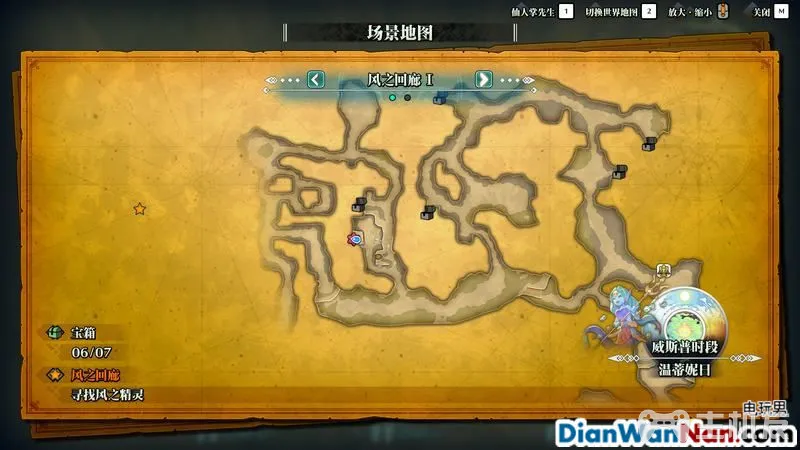 仙人掌先生 1 切换世界地图 2 放大·缩小 关闭 M
场景地图
风之回廊 I
宝箱
06/07
风之回廊
寻找风之精灵
威斯普时段
温蒂妮日
电玩男
DianWanNan.com